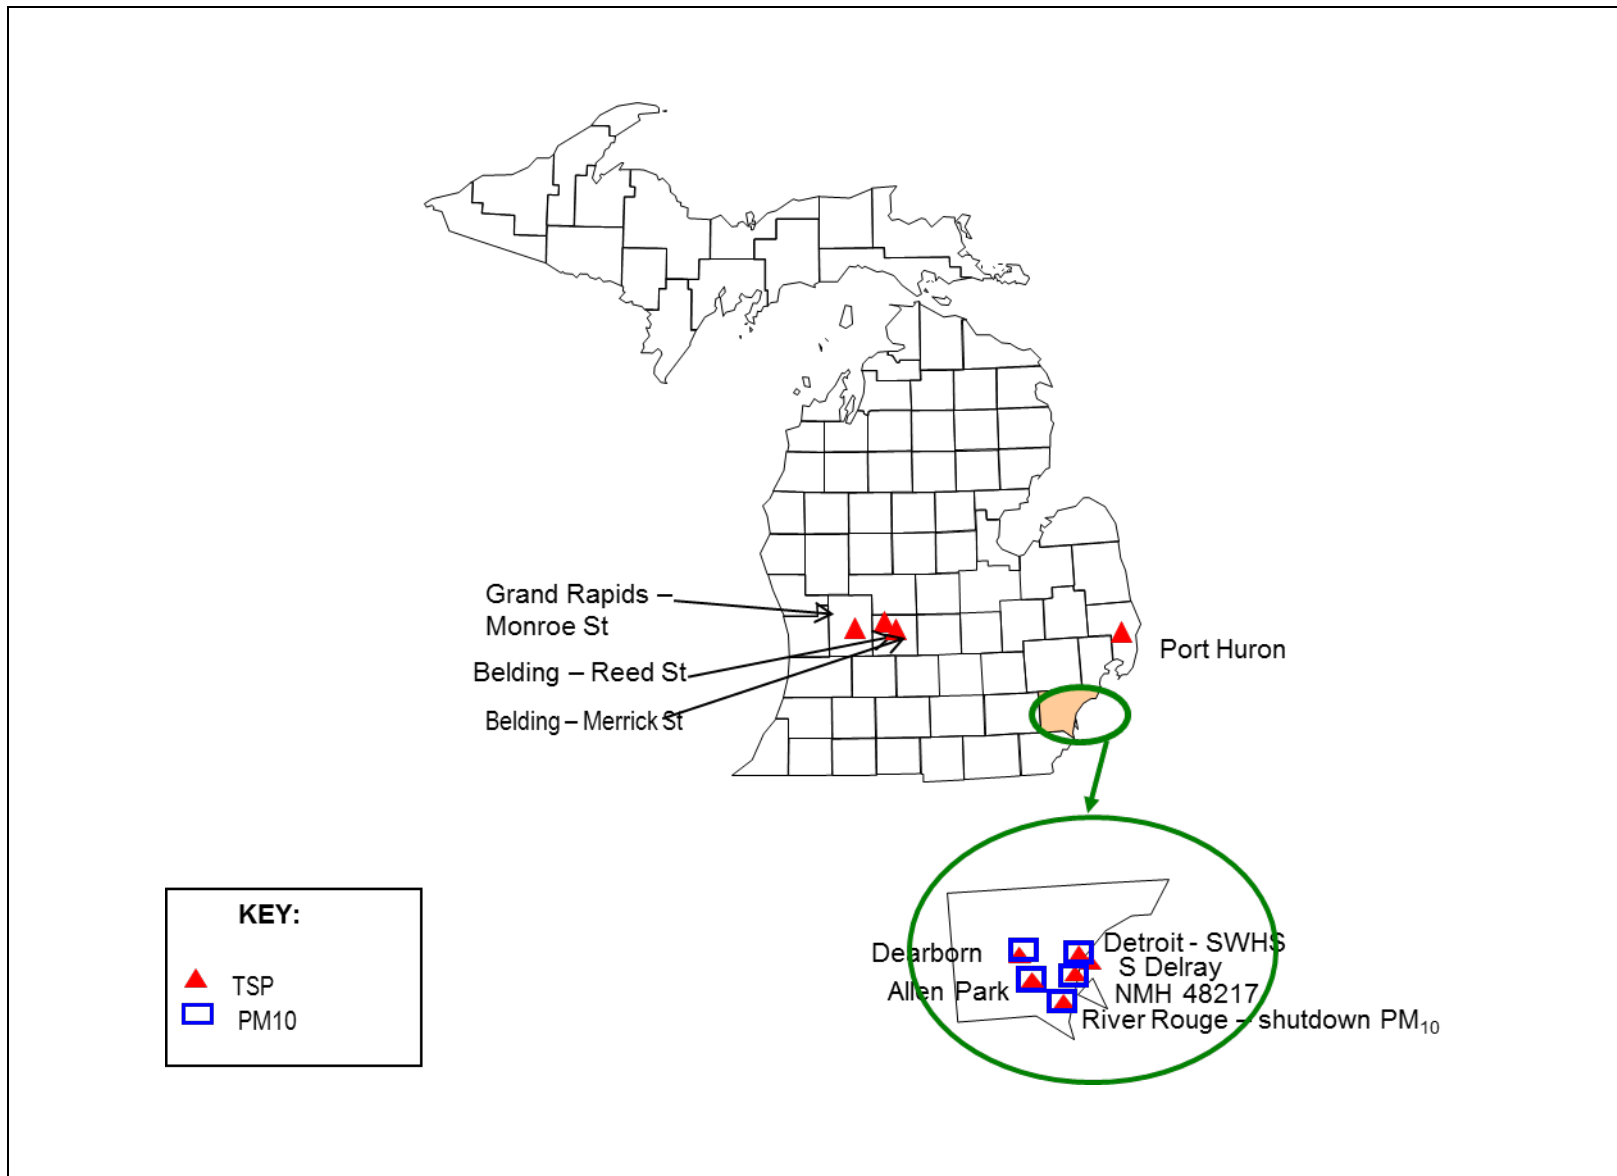 Grand Rapids –
Monroe St
Belding – Reed St
Belding – Merrick St
Port Huron
KEY:
TSP
PM10
Dearborn
Allen Park
Detroit - SWHS
S Delray
NMH 48217
River Rouge – shutdown PM₁₀